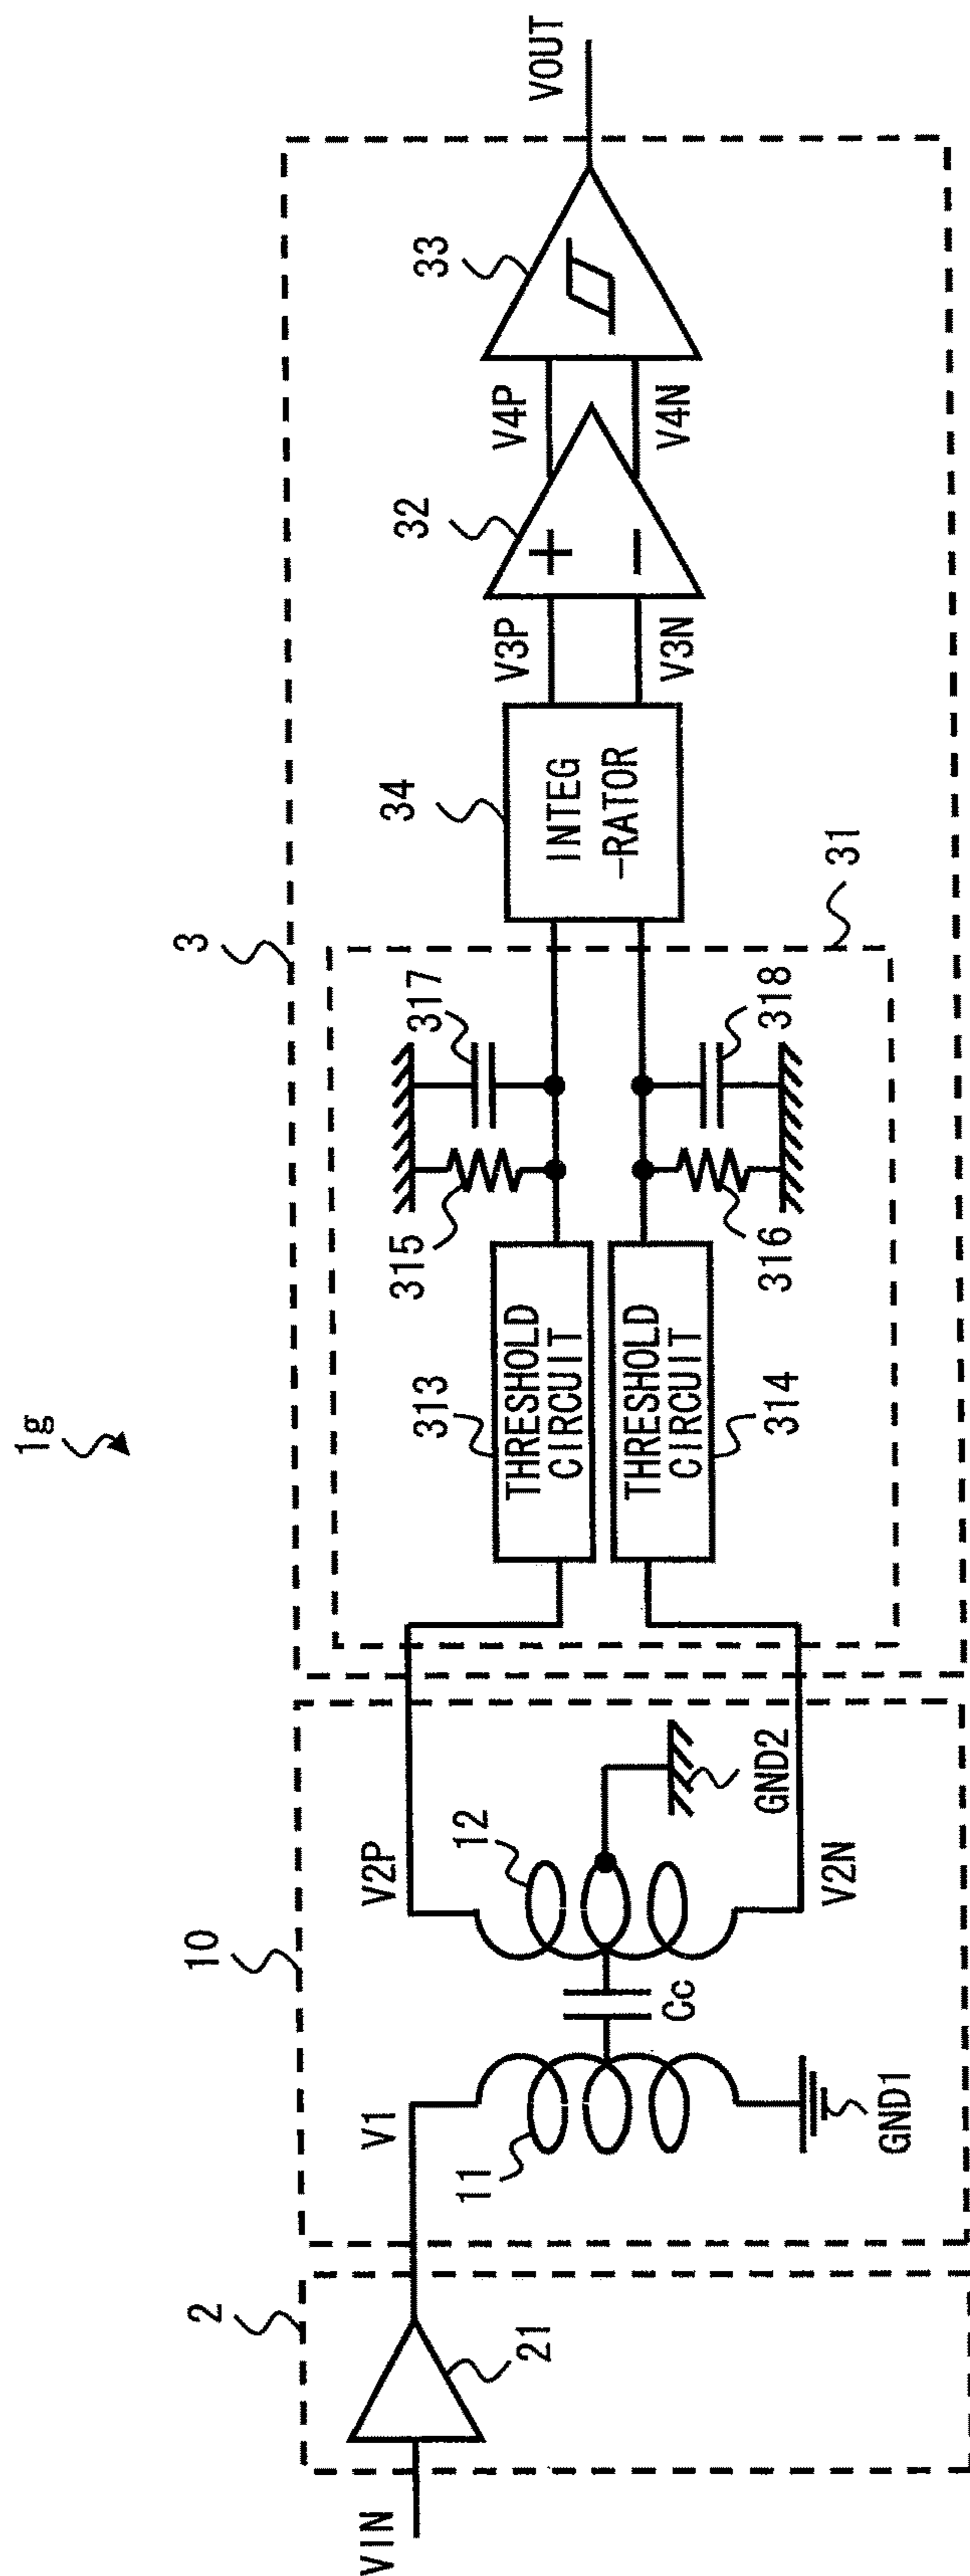 1g
3
10
2
VIN
21
V1
11
GND1
Cc
12
V2P
V2N
GND2
31
313
THRESHOLD
CIRCUIT
314
THRESHOLD
CIRCUIT
315
316
317
318
34
INTEG
-RATOR
V3P
V3N
32
+
−
V4P
V4N
33
VOUT